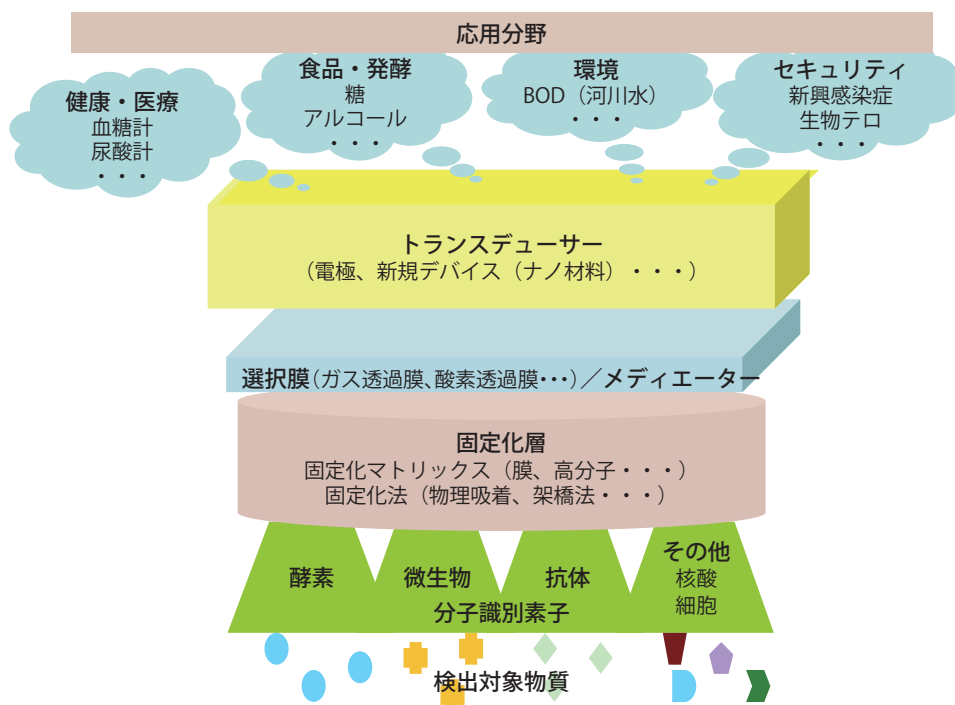 応用分野
健康・医療
血糖計
尿酸計
・・・
食品・発酵
糖
アルコール
・・・
環境
BOD（河川水）
・・・
セキュリティ
新興感染症
生物テロ
・・・
トランスデューサー
（電極、新規デバイス（ナノ材料）・・・）
選択膜（ガス透過膜、酸素透過膜・・・）／メディエーター
固定化層
固定化マトリックス（膜、高分子・・・）
固定化法（物理吸着、架橋法・・・）
酵素
微生物
抗体
その他
核酸
細胞
分子識別素子
検出対象物質